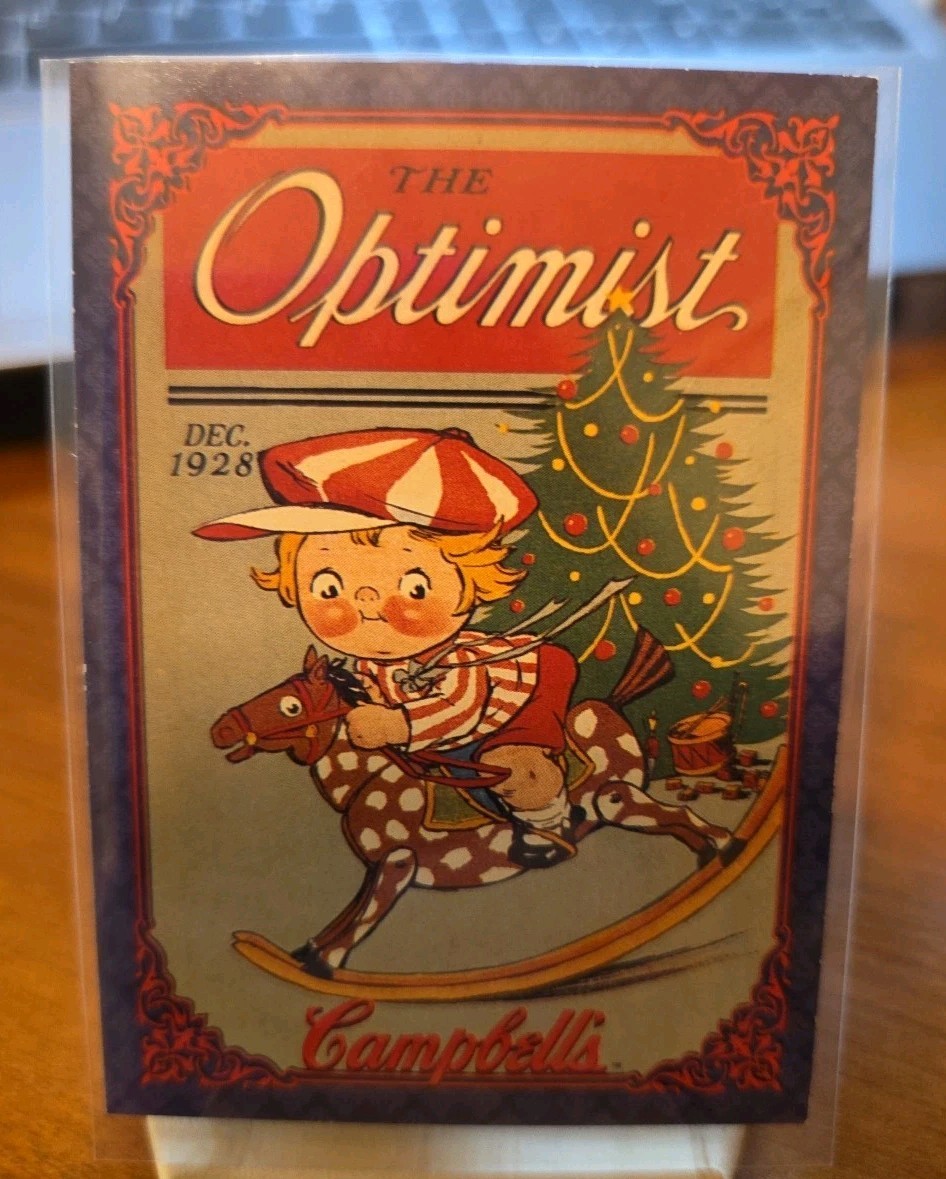 THE
Optimist
DEC.
1928
Campbell's